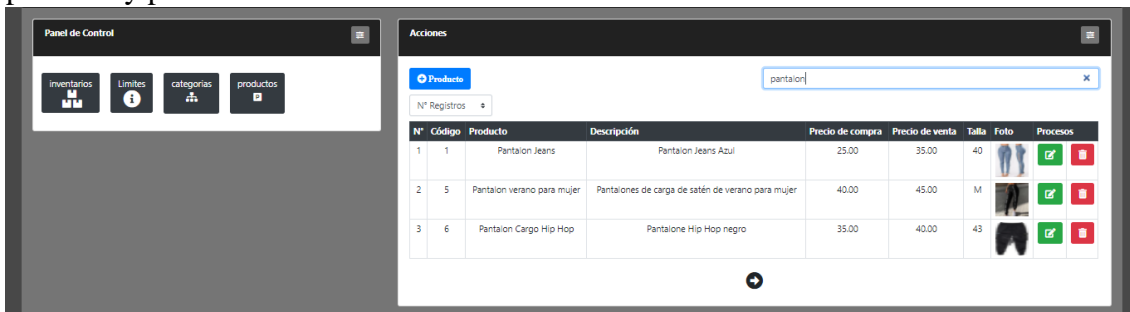 Panel de Control
inventarios
Limites
categorias
productos
Acciones
Producto
pantalon
N° Registros
N° Código Producto Descripción Precio de compra Precio de venta Talla Foto Procesos
1 1 Pantalon Jeans Pantalon Jeans Azul 25.00 35.00 40
2 5 Pantalon verano para mujer Pantalones de carga de satén de verano para mujer 40.00 45.00 M
3 6 Pantalon Cargo Hip Hop Pantalone Hip Hop negro 35.00 40.00 43